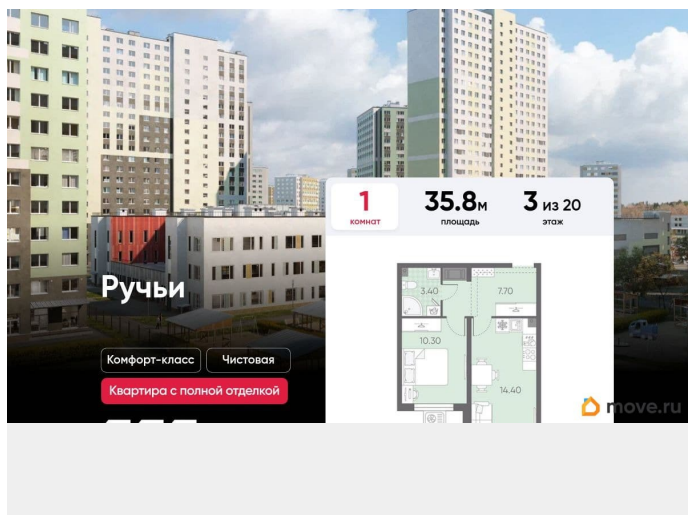 1
комнат
35.8м
площадь
3 из 20
этаж
Ручьи
3.40
7.70
10.30
14.40
Комфорт-класс
Чистовая
Квартира с полной отделкой
move.ru